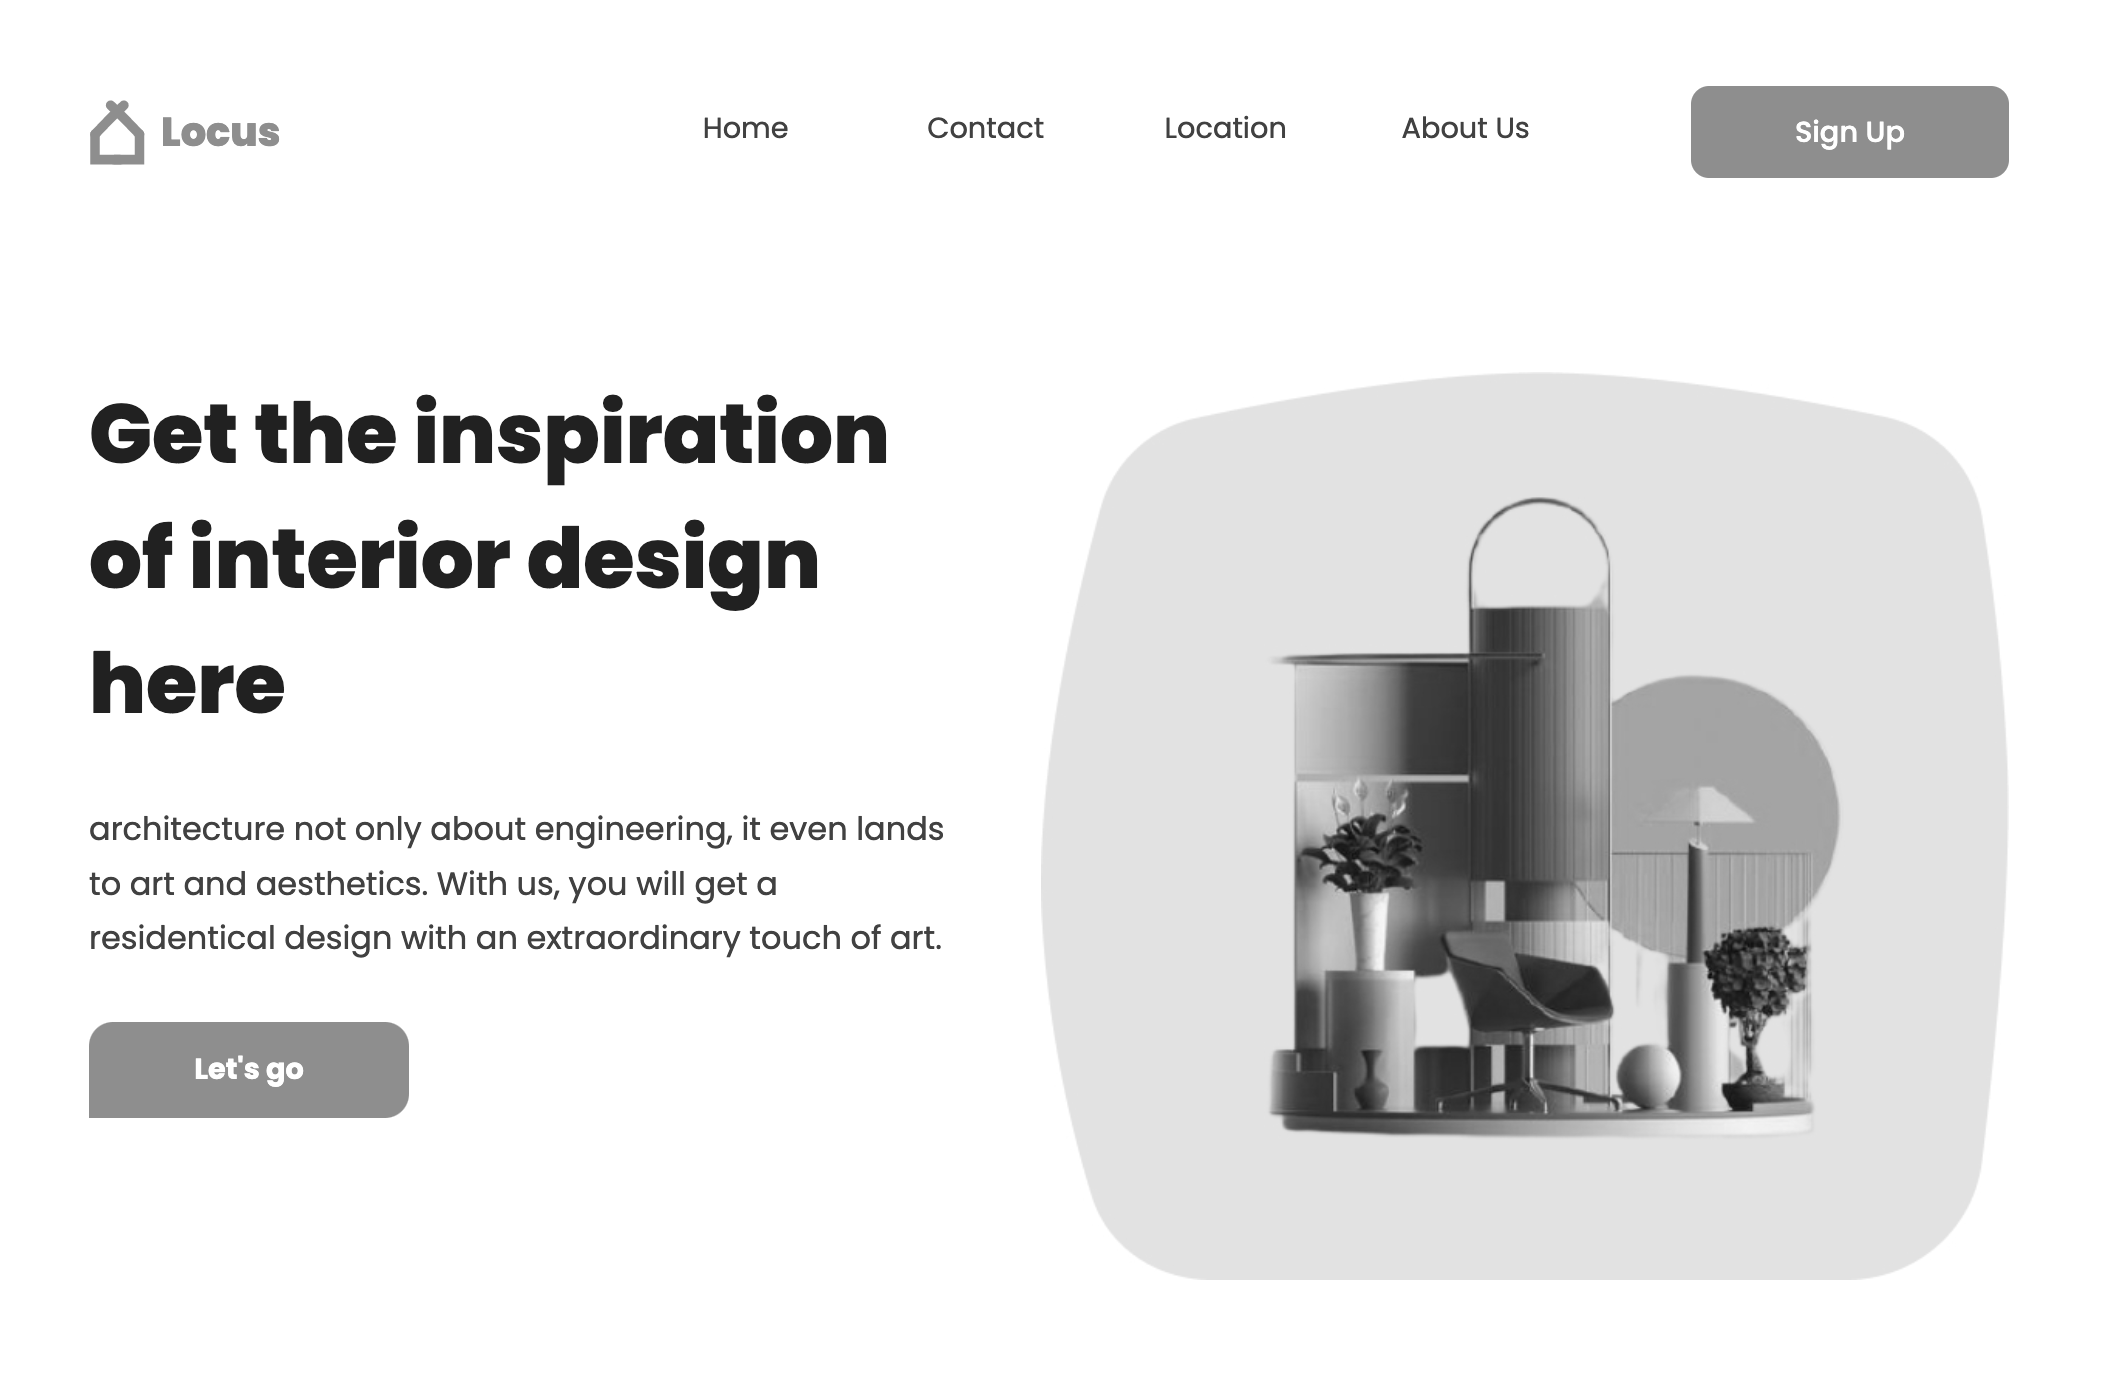 Locus
Home
Contact
Location
About Us
Sign Up
Get the inspiration
of interior design
here
architecture not only about engineering, it even lands
to art and aesthetics. With us, you will get a
residentical design with an extraordinary touch of art.
Let's go